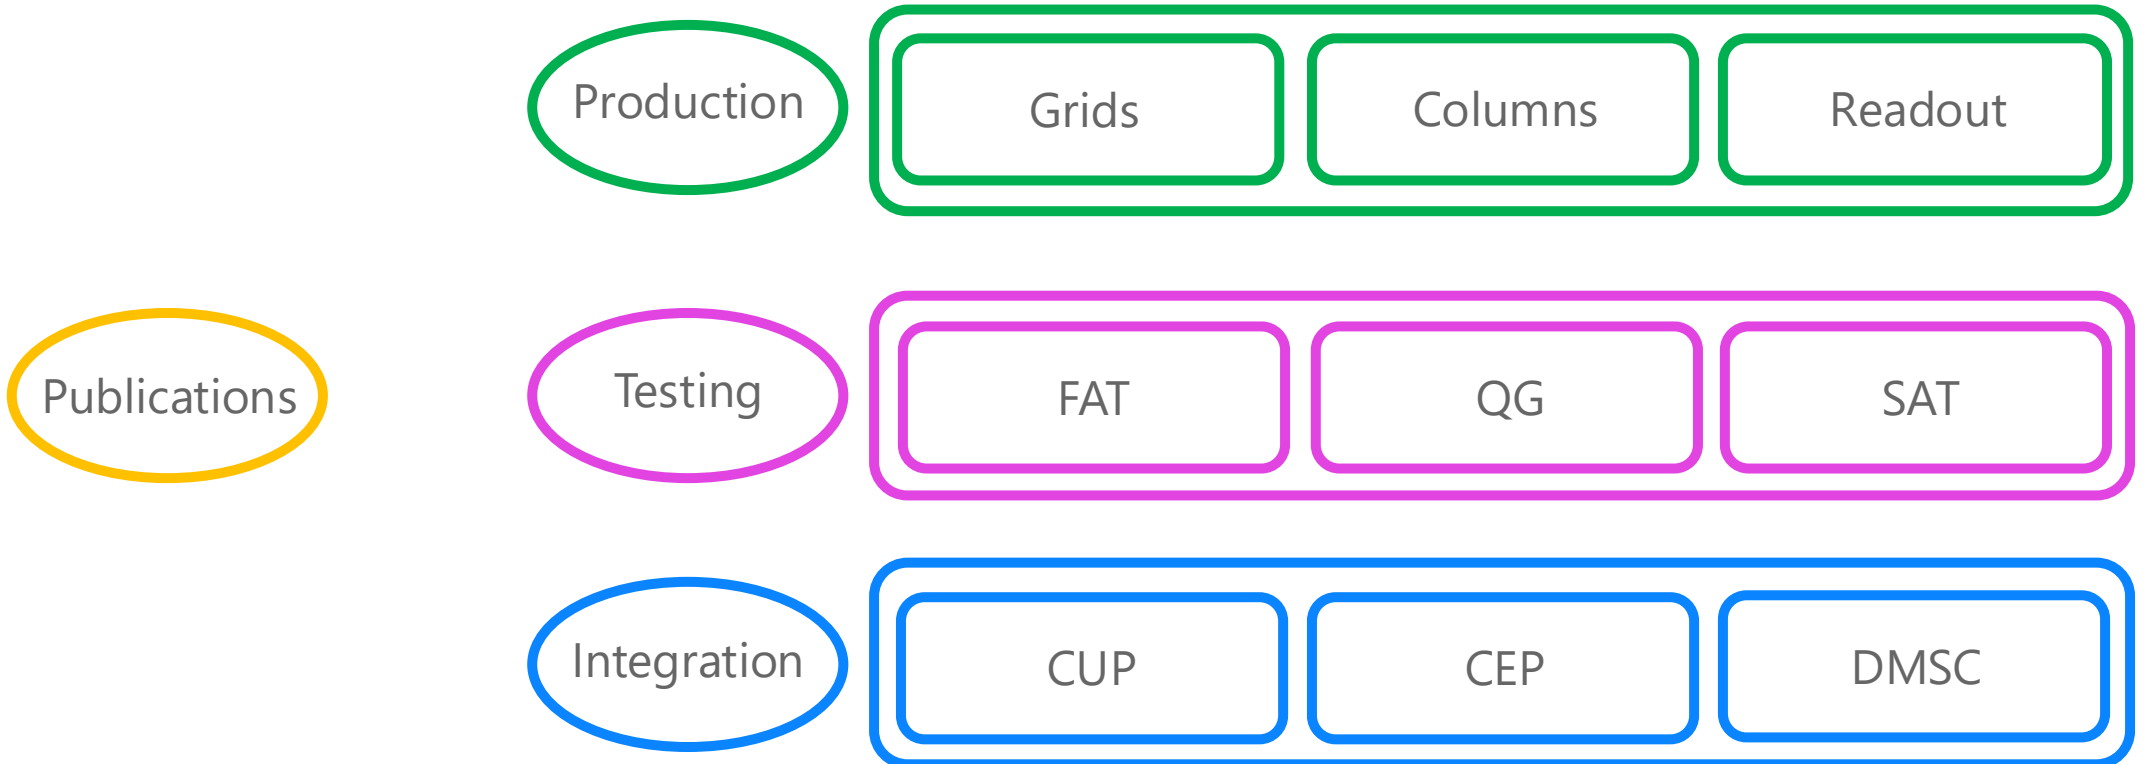 Production
Grids
Columns
Readout
Publications
Testing
FAT
QG
SAT
Integration
CUP
CEP
DMSC